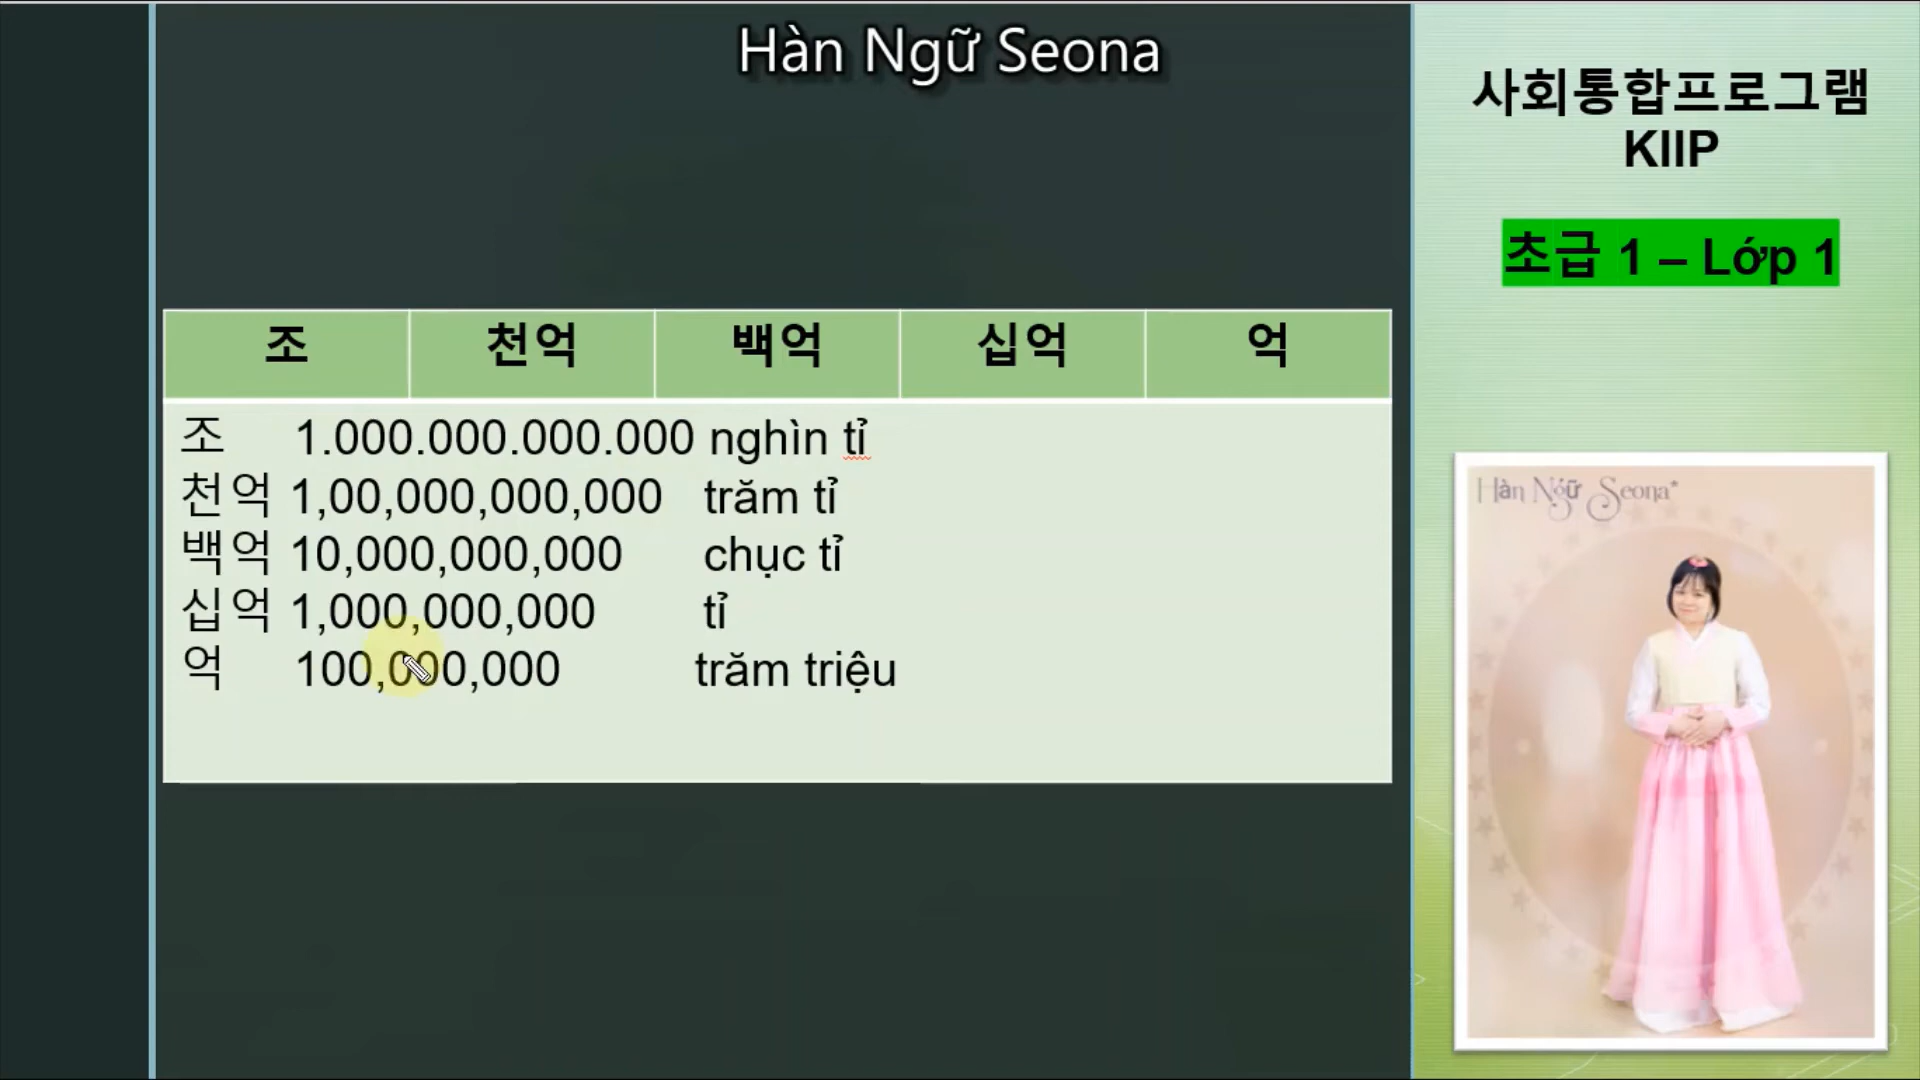 Hàn Ngữ Seona
사회통합프로그램
KIIP
초급 1 – Lớp 1
조 천억 백억 십억 억
조 1.000.000.000.000 nghìn tỉ
천억 1,00,000,000,000 trăm tỉ
백억 10,000,000,000 chục tỉ
십억 1,000,000,000 tỉ
억 100,000,000 trăm triệu
Hàn Ngữ Seona*